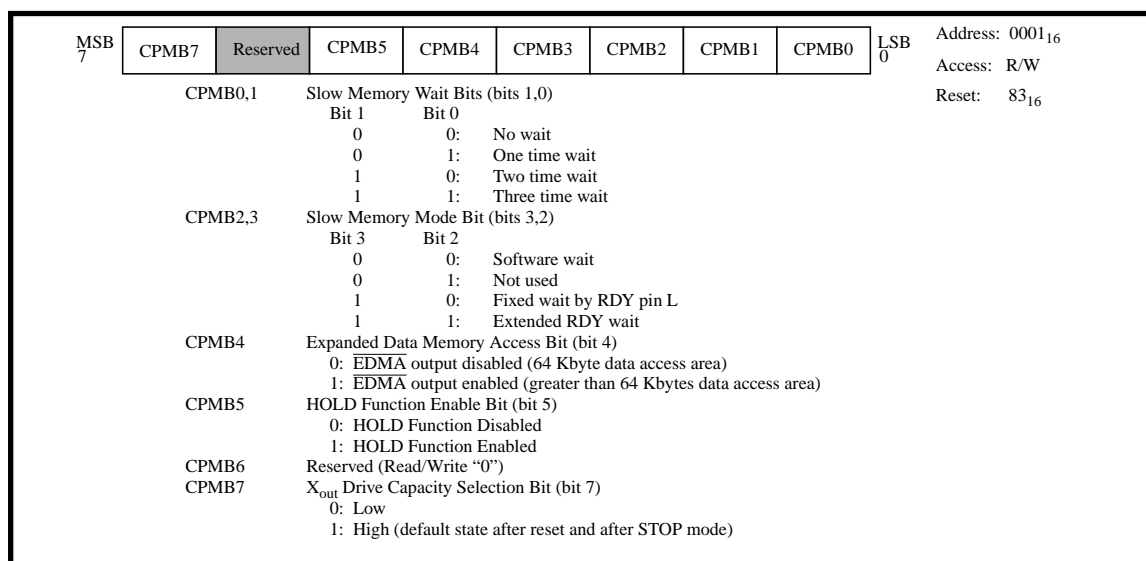 MSB 7 CPMB7 Reserved CPMB5 CPMB4 CPMB3 CPMB2 CPMB1 CPMB0 LSB 0
Address: 0001₁₆
Access: R/W
Reset: 83₁₆
CPMB0,1 Slow Memory Wait Bits (bits 1,0)
Bit 1 Bit 0
0 0: No wait
0 1: One time wait
1 0: Two time wait
1 1: Three time wait
CPMB2,3 Slow Memory Mode Bit (bits 3,2)
Bit 3 Bit 2
0 0: Software wait
0 1: Not used
1 0: Fixed wait by RDY pin L
1 1: Extended RDY wait
CPMB4 Expanded Data Memory Access Bit (bit 4)
0: E̅D̅M̅A̅ output disabled (64 Kbyte data access area)
1: E̅D̅M̅A̅ output enabled (greater than 64 Kbytes data access area)
CPMB5 HOLD Function Enable Bit (bit 5)
0: HOLD Function Disabled
1: HOLD Function Enabled
CPMB6 Reserved (Read/Write “0”)
CPMB7 Xout Drive Capacity Selection Bit (bit 7)
0: Low
1: High (default state after reset and after STOP mode)